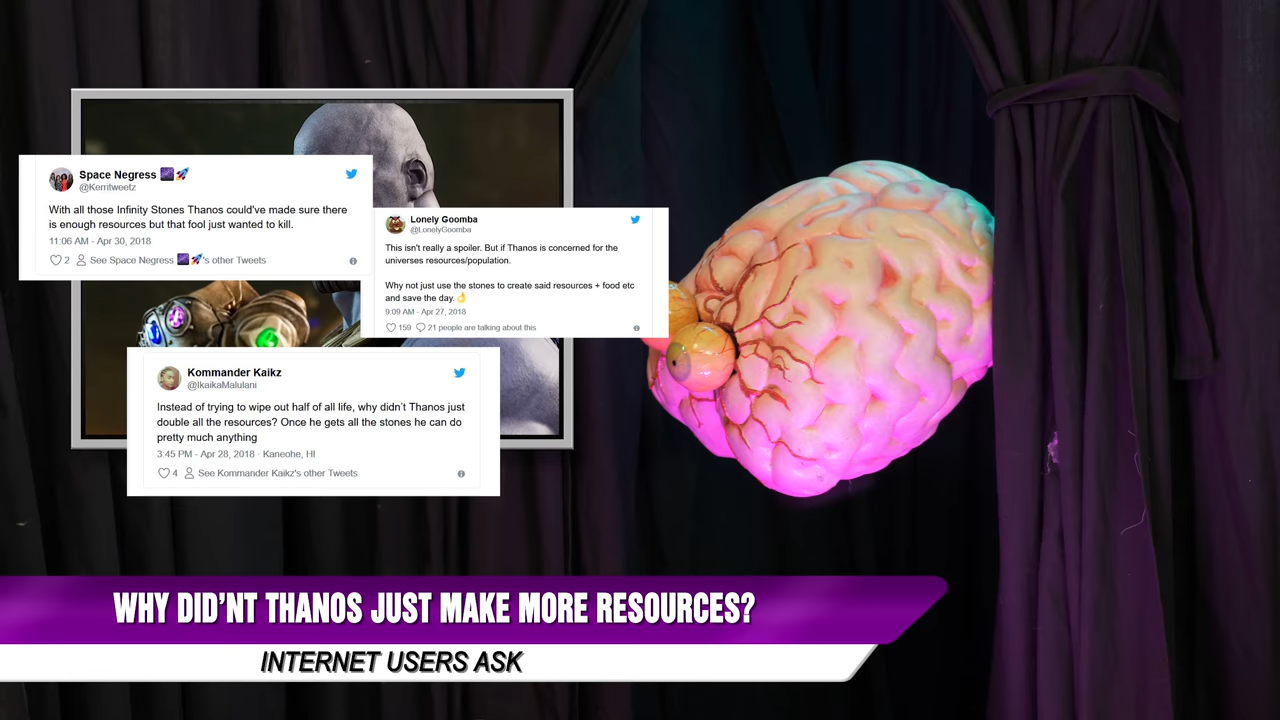 Space Negress 🌌🚀
@Kerritweetz
With all those Infinity Stones Thanos could've made sure there
is enough resources but that fool just wanted to kill.
11:06 AM - Apr 30, 2018
2 See Space Negress 🌌🚀's other Tweets
Lonely Goomba
@LonelyGoomba
This isn't really a spoiler. But if Thanos is concerned for the
universes resources/population.
Why not just use the stones to create said resources + food etc
and save the day.👌
9:09 AM - Apr 27, 2018
159 21 people are talking about this
Kommander Kaikz
@IkaikaMalulani
Instead of trying to wipe out half of all life, why didn't Thanos just
double all the resources? Once he gets all the stones he can do
pretty much anything
3:45 PM - Apr 28, 2018 · Kaneohe, HI
4 See Kommander Kaikz's other Tweets
WHY DID'NT THANOS JUST MAKE MORE RESOURCES?
INTERNET USERS ASK